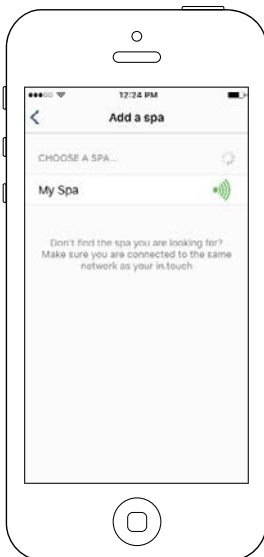 12:24 PM
Add a spa
CHOOSE A SPA...
My Spa
Don't find the spa you are looking for?
Make sure you are connected to the same
network as your in.touch